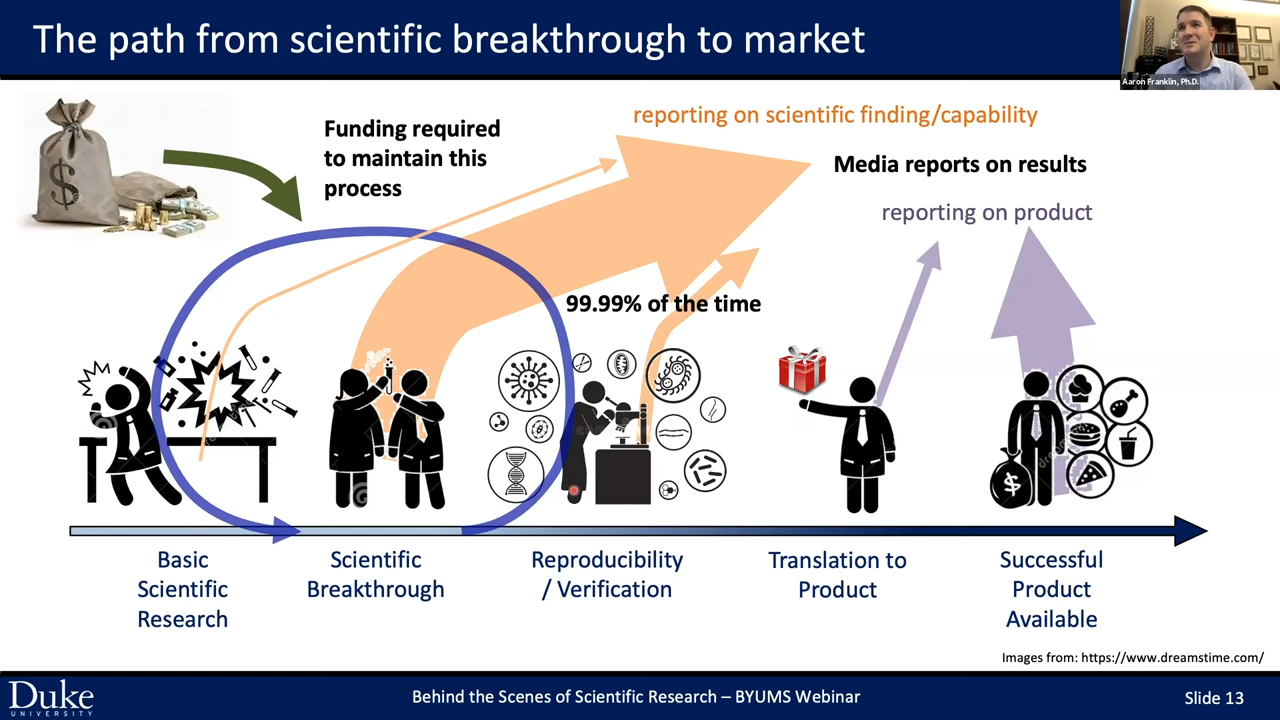 The path from scientific breakthrough to market
Aaron Franklin, Ph.D.
reporting on scientific finding/capability
Funding required
to maintain this
process
Media reports on results
reporting on product
$
99.99% of the time
$
Basic
Scientific
Research
Scientific
Breakthrough
Reproducibility
/ Verification
Translation to
Product
Successful
Product
Available
Images from: https://www.dreamstime.com/
Duke
UNIVERSITY
Behind the Scenes of Scientific Research – BYUMS Webinar
Slide 13